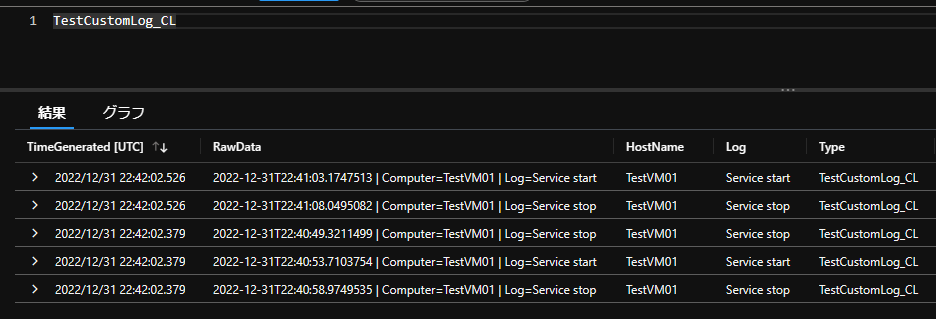 1 TestCustomLog_CL
結果 グラフ
TimeGenerated [UTC] ↑↓ RawData HostName Log Type
2022/12/31 22:42:02.526 2022-12-31T22:41:03.1747513 | Computer=TestVM01 | Log=Service start TestVM01 Service start TestCustomLog_CL
2022/12/31 22:42:02.526 2022-12-31T22:41:08.0495082 | Computer=TestVM01 | Log=Service stop TestVM01 Service stop TestCustomLog_CL
2022/12/31 22:42:02.379 2022-12-31T22:40:49.3211499 | Computer=TestVM01 | Log=Service stop TestVM01 Service stop TestCustomLog_CL
2022/12/31 22:42:02.379 2022-12-31T22:40:53.7103754 | Computer=TestVM01 | Log=Service start TestVM01 Service start TestCustomLog_CL
2022/12/31 22:42:02.379 2022-12-31T22:40:58.9749535 | Computer=TestVM01 | Log=Service stop TestVM01 Service stop TestCustomLog_CL